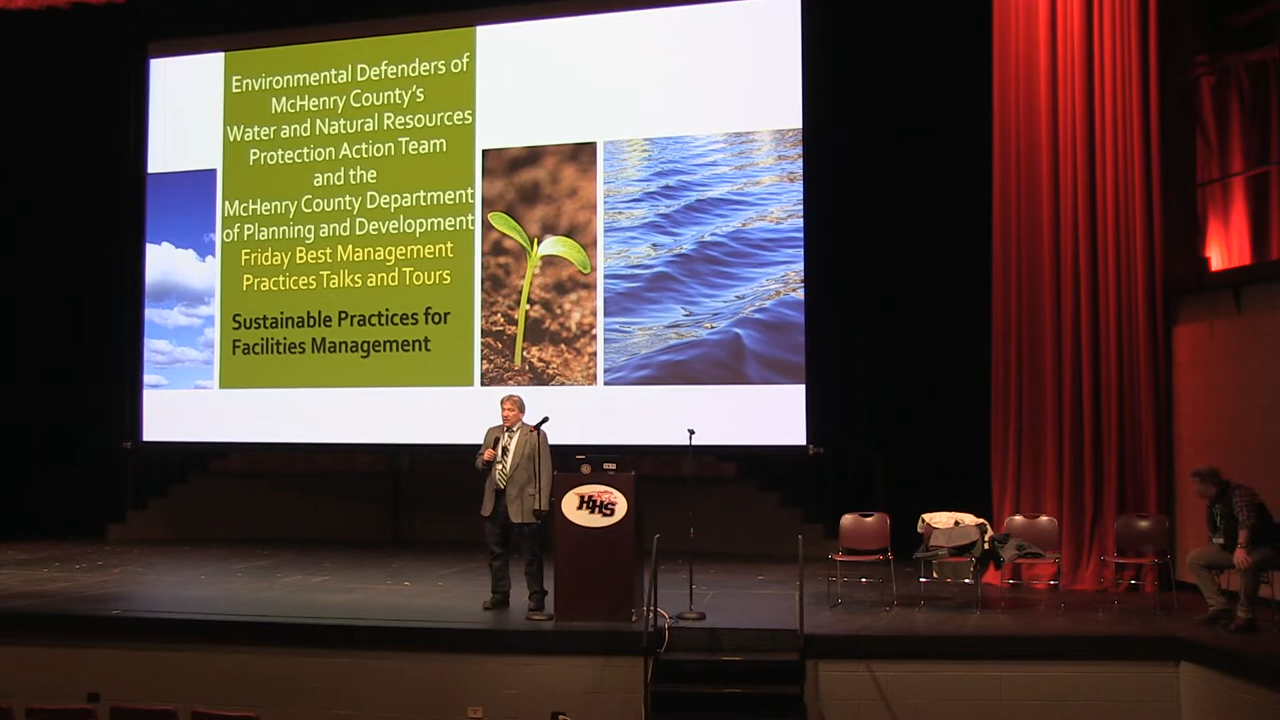 Environmental Defenders of
McHenry County's
Water and Natural Resources
Protection Action Team
and the
McHenry County Department
of Planning and Development
Friday Best Management
Practices Talks and Tours
Sustainable Practices for
Facilities Management
HHS